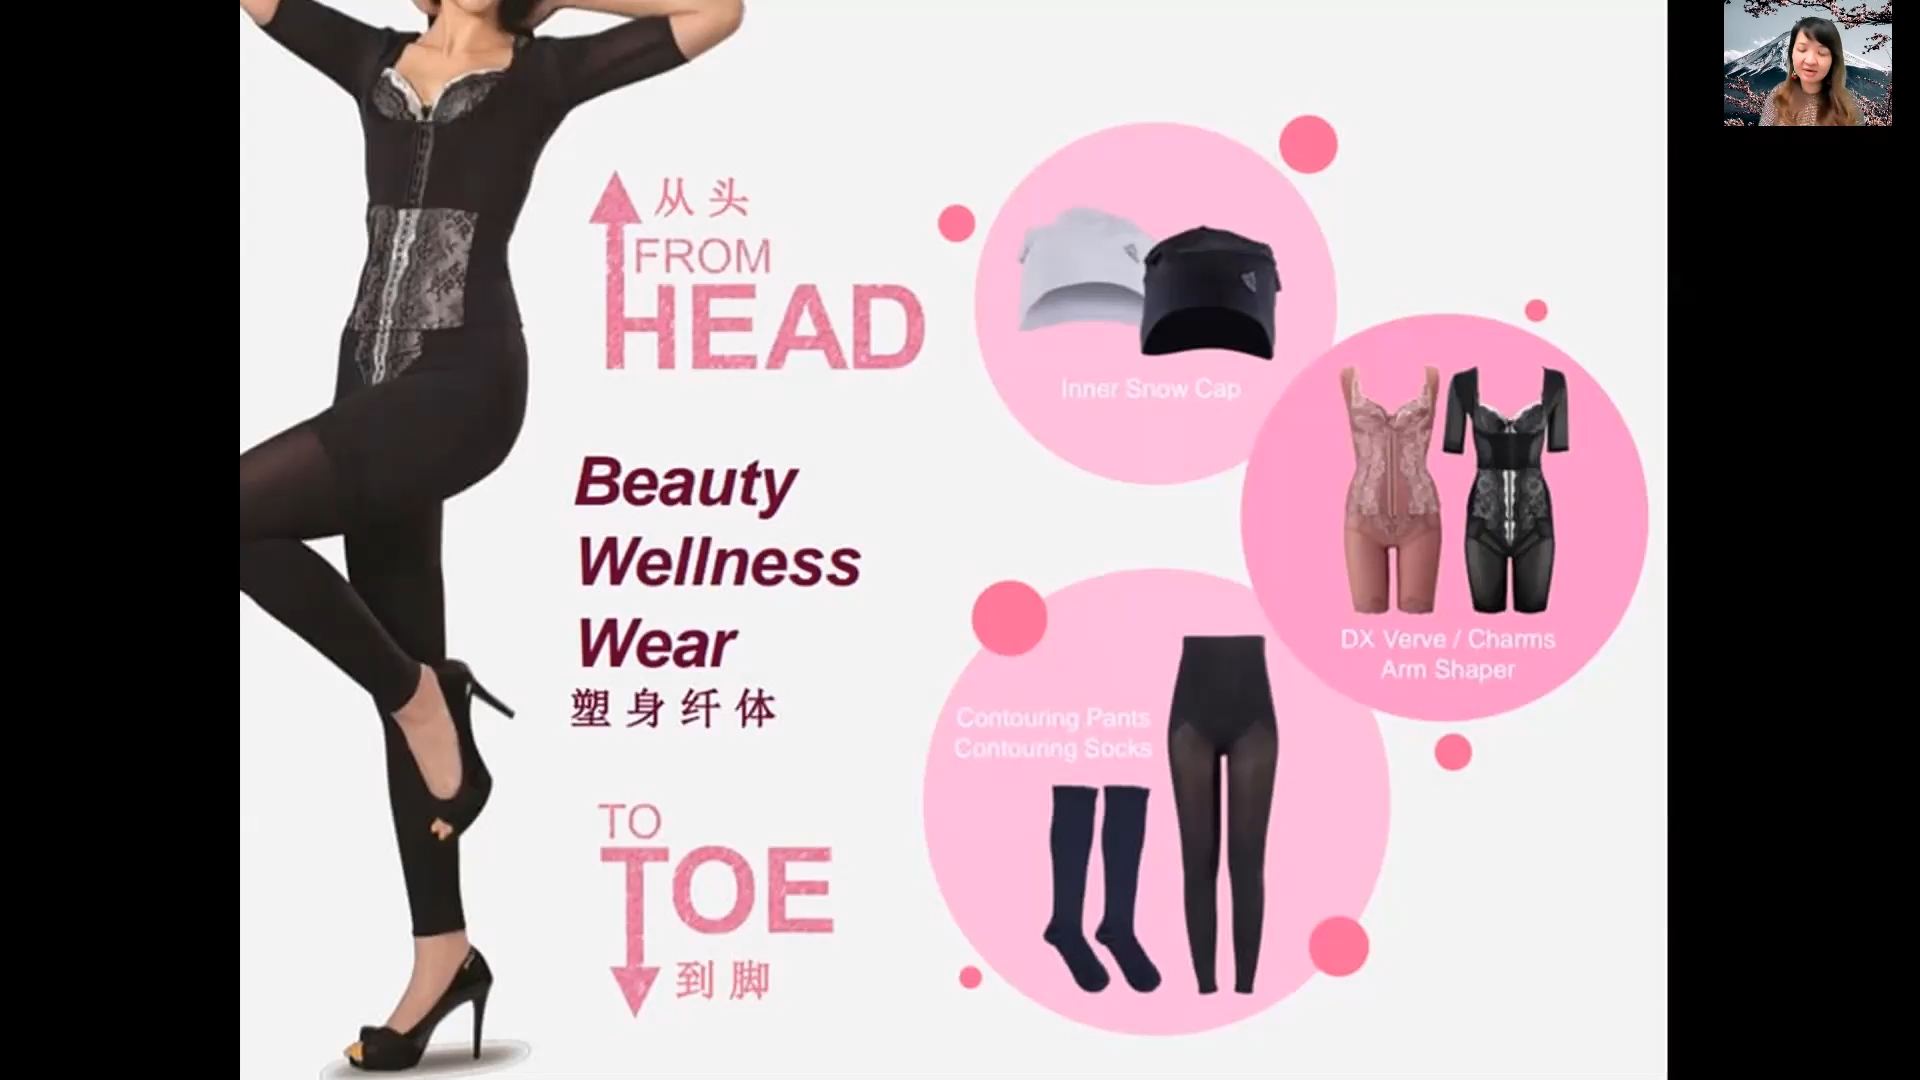 从头
FROM
HEAD
Beauty
Wellness
Wear
塑身纤体
TO
TOE
到脚
Inner Snow Cap
DX Verve / Charms
Arm Shaper
Contouring Pants
Contouring Socks